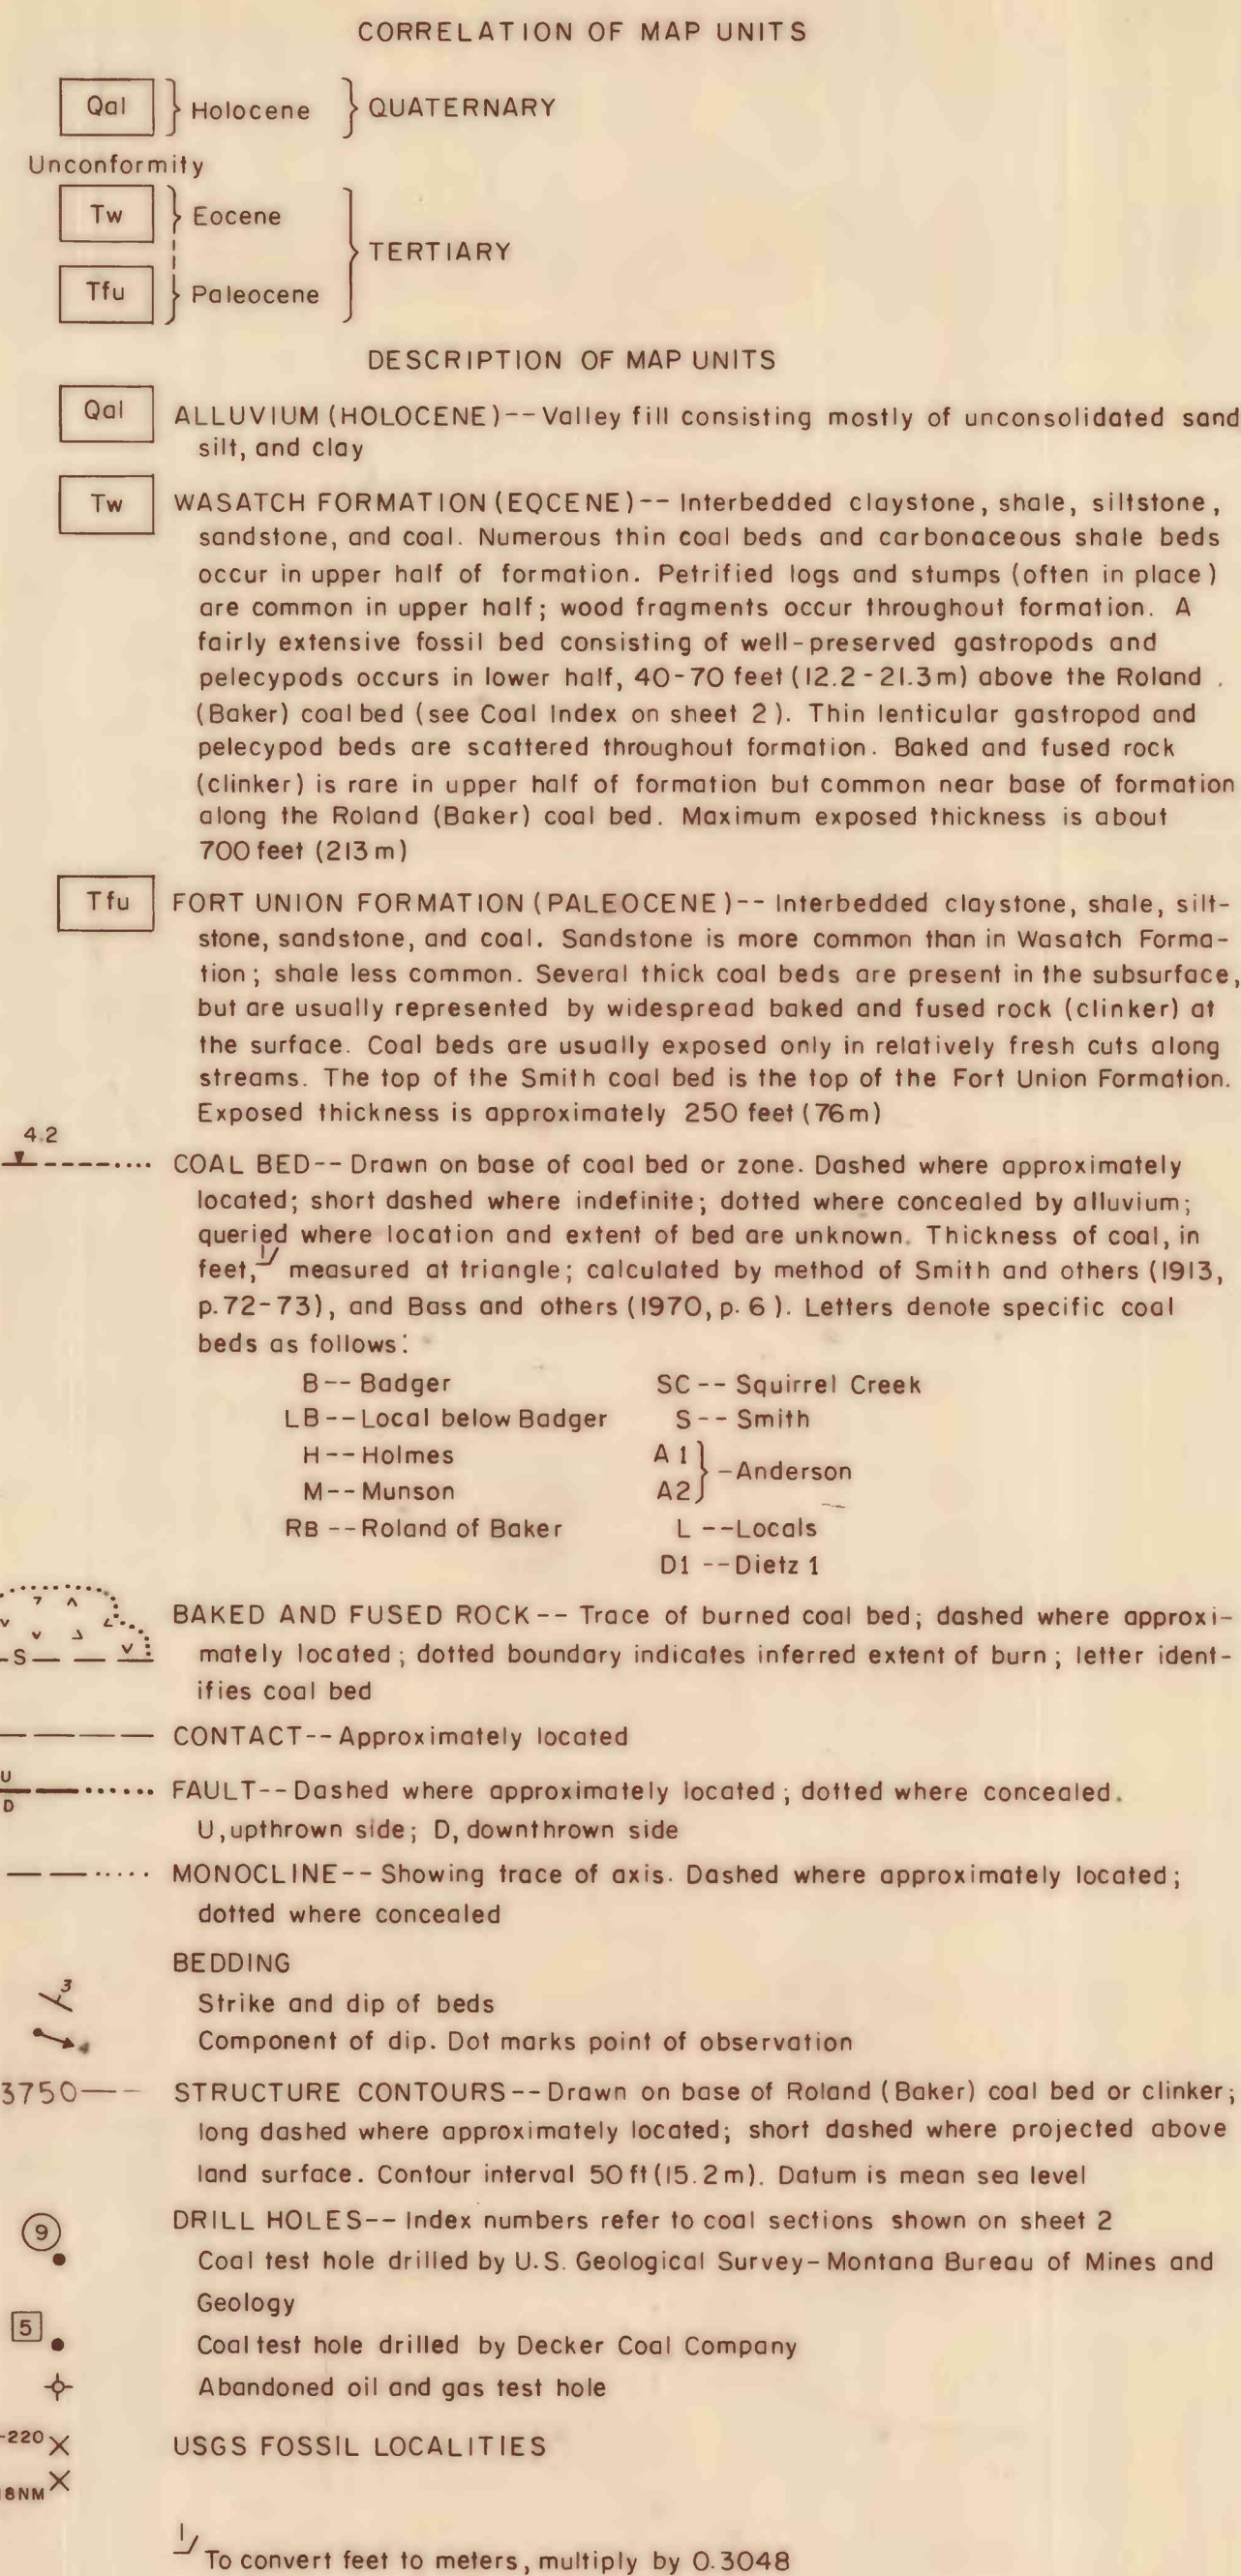 CORRELATION OF MAP UNITS
Qal } Holocene } QUATERNARY
Unconformity
Tw } Eocene
TERTIARY
Tfu } Paleocene
DESCRIPTION OF MAP UNITS
Qal ALLUVIUM (HOLOCENE)-- Valley fill consisting mostly of unconsolidated sand
silt, and clay
Tw WASATCH FORMATION (EOCENE)-- Interbedded claystone, shale, siltstone,
sandstone, and coal. Numerous thin coal beds and carbonaceous shale beds
occur in upper half of formation. Petrified logs and stumps (often in place)
are common in upper half; wood fragments occur throughout formation. A
fairly extensive fossil bed consisting of well-preserved gastropods and
pelecypods occurs in lower half, 40-70 feet (12.2-21.3m) above the Roland
(Baker) coal bed (see Coal Index on sheet 2). Thin lenticular gastropod and
pelecypod beds are scattered throughout formation. Baked and fused rock
(clinker) is rare in upper half of formation but common near base of formation
along the Roland (Baker) coal bed. Maximum exposed thickness is about
700 feet (213 m)
Tfu FORT UNION FORMATION (PALEOCENE)-- Interbedded claystone, shale, silt-
stone, sandstone, and coal. Sandstone is more common than in Wasatch Forma-
tion; shale less common. Several thick coal beds are present in the subsurface,
but are usually represented by widespread baked and fused rock (clinker) at
the surface. Coal beds are usually exposed only in relatively fresh cuts along
streams. The top of the Smith coal bed is the top of the Fort Union Formation.
Exposed thickness is approximately 250 feet (76m)
4.2
COAL BED-- Drawn on base of coal bed or zone. Dashed where approximately
located; short dashed where indefinite; dotted where concealed by alluvium;
queried where location and extent of bed are unknown. Thickness of coal, in
feet, 1/ measured at triangle; calculated by method of Smith and others (1913,
p.72-73), and Bass and others (1970, p. 6). Letters denote specific coal
beds as follows:
B-- Badger SC -- Squirrel Creek
LB--Local below Badger S-- Smith
H--Holmes A1
-Anderson
M--Munson A2
RB --Roland of Baker L --Locals
D1 --Dietz 1
BAKED AND FUSED ROCK-- Trace of burned coal bed; dashed where approxi-
S mately located; dotted boundary indicates inferred extent of burn; letter ident-
ifies coal bed
CONTACT--Approximately located
U
D
FAULT--Dashed where approximately located; dotted where concealed.
U, upthrown side; D, downthrown side
MONOCLINE-- Showing trace of axis. Dashed where approximately located;
dotted where concealed
BEDDING
3 Strike and dip of beds
4 Component of dip. Dot marks point of observation
3750 STRUCTURE CONTOURS--Drawn on base of Roland (Baker) coal bed or clinker;
long dashed where approximately located; short dashed where projected above
land surface. Contour interval 50 ft (15.2m). Datum is mean sea level
DRILL HOLES-- Index numbers refer to coal sections shown on sheet 2
9 Coal test hole drilled by U.S. Geological Survey-Montana Bureau of Mines and
Geology
5 Coal test hole drilled by Decker Coal Company
Abandoned oil and gas test hole
-220 X USGS FOSSIL LOCALITIES
8NM X
1/ To convert feet to meters, multiply by 0.3048